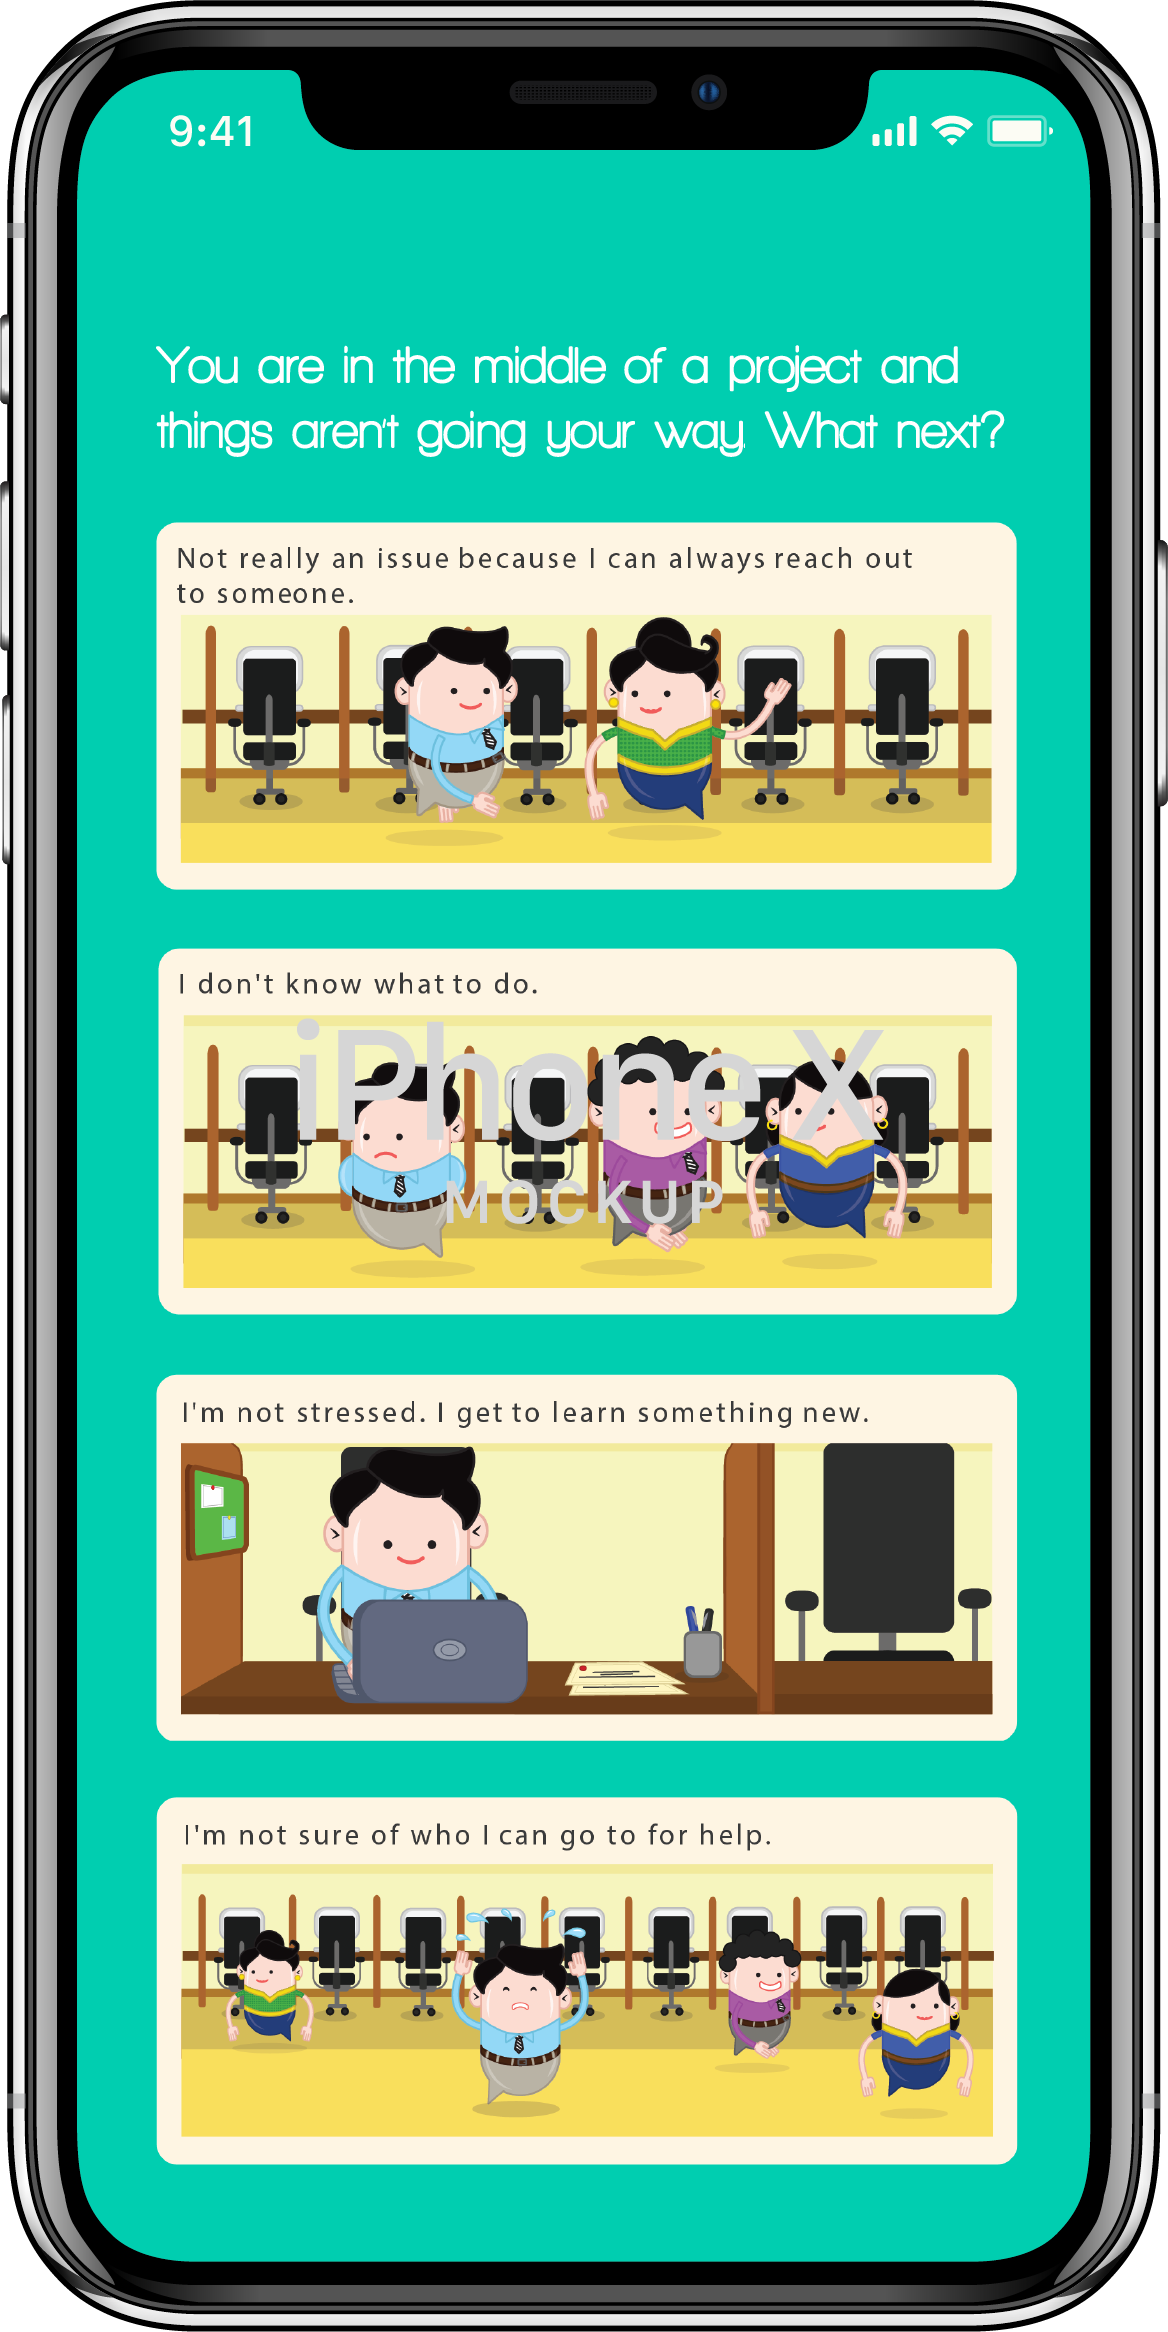 9:41
You are in the middle of a project and
things aren't going your way. What next?
Not really an issue because I can always reach out
to someone.
I don't know what to do.
iPhone X
MOCKUP
I'm not stressed. I get to learn something new.
I'm not sure of who I can go to for help.